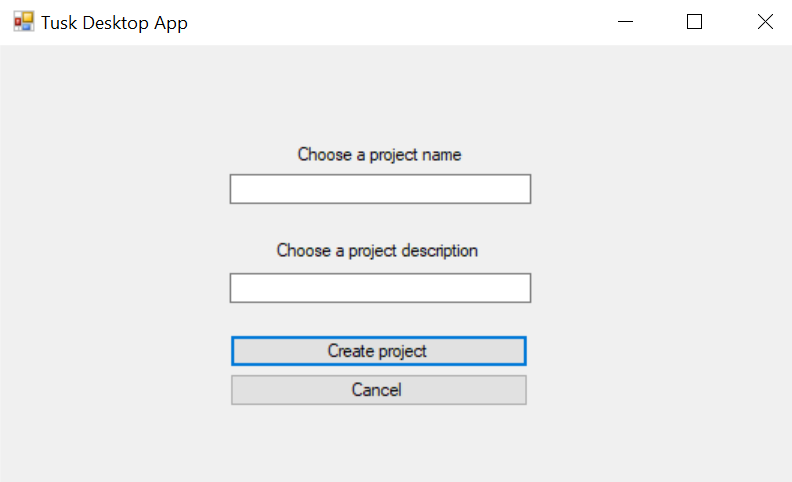 Tusk Desktop App
Choose a project name
Choose a project description
Create project
Cancel